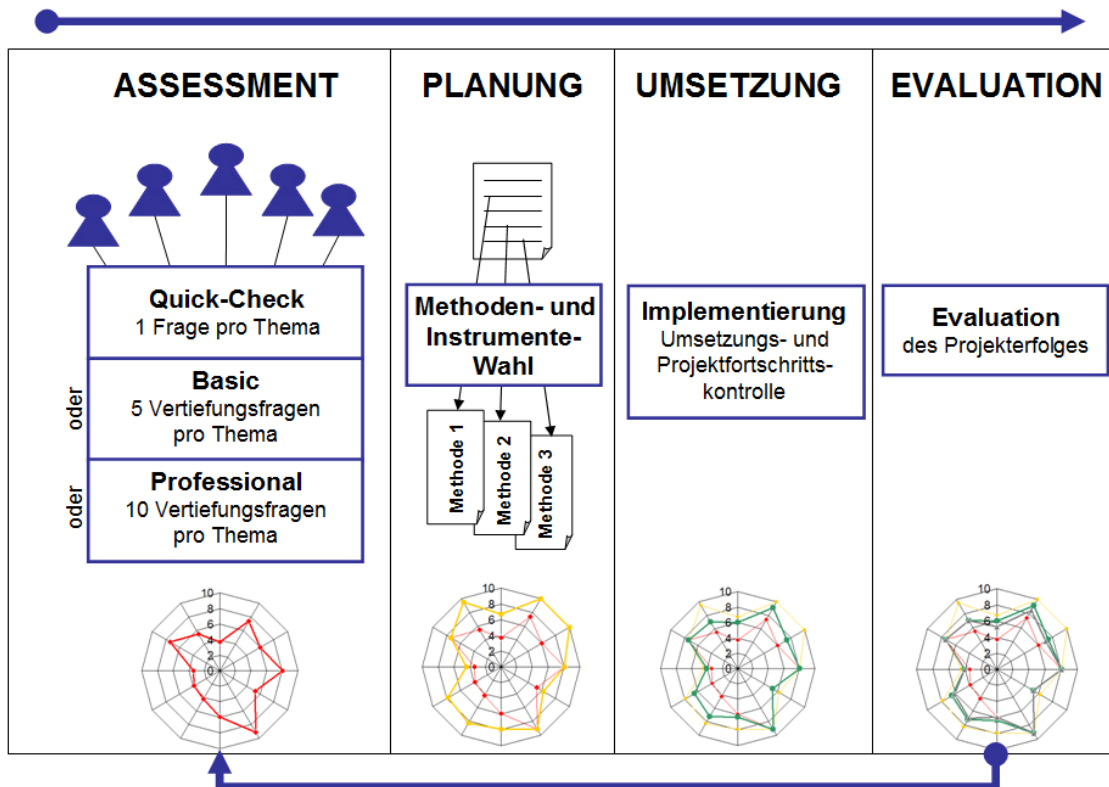 ASSESSMENT
PLANUNG
UMSETZUNG
EVALUATION
Quick-Check
1 Frage pro Thema
oder
Basic
5 Vertiefungsfragen
pro Thema
oder
Professional
10 Vertiefungsfragen
pro Thema
Methoden- und
Instrumente-
Wahl
Methode 1
Methode 2
Methode 3
Implementierung
Umsetzungs- und
Projektfortschritts-
kontrolle
Evaluation
des Projekterfolges
10
8
6
4
2
0
10
8
6
4
2
0
10
8
6
4
2
0
10
8
6
4
2
0